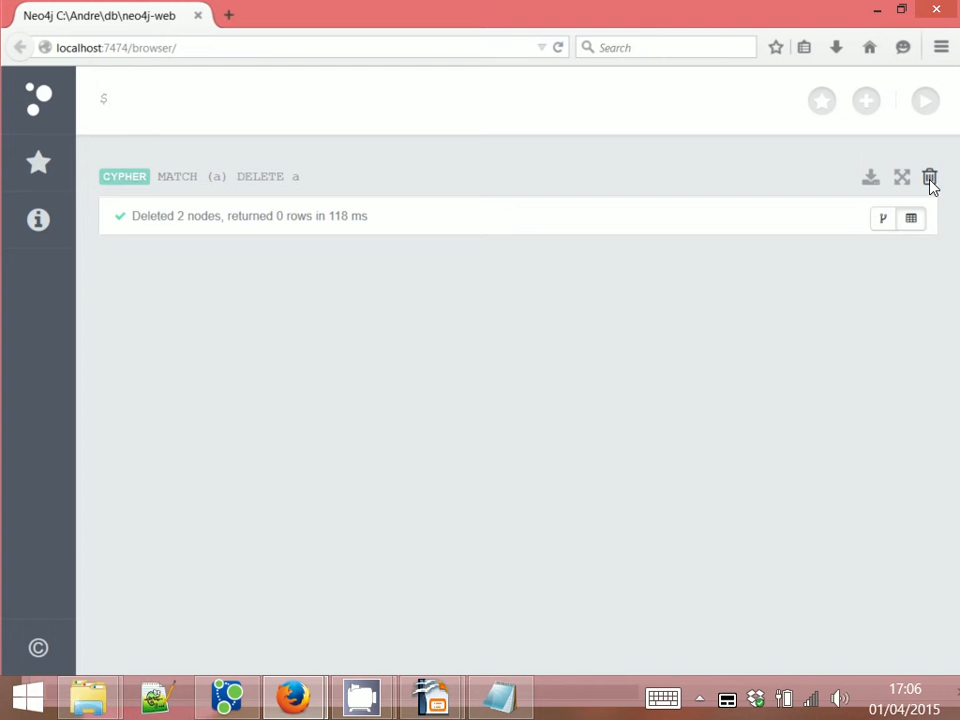 Neo4j C:\Andre\db\neo4j-web
localhost:7474/browser/
Search
$
CYPHER MATCH (a) DELETE a
Deleted 2 nodes, returned 0 rows in 118 ms
17:06
01/04/2015